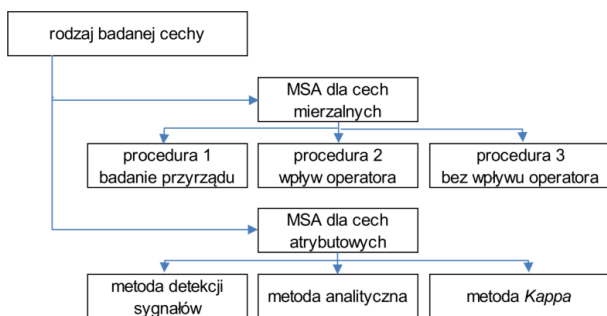 rodzaj badanej cechy
MSA dla cech
mierzalnych
procedura 1
badanie przyrządu
procedura 2
wpływ operatora
procedura 3
bez wpływu operatora
MSA dla cech
atrybutowych
metoda detekcji
sygnałów
metoda analityczna
metoda Kappa